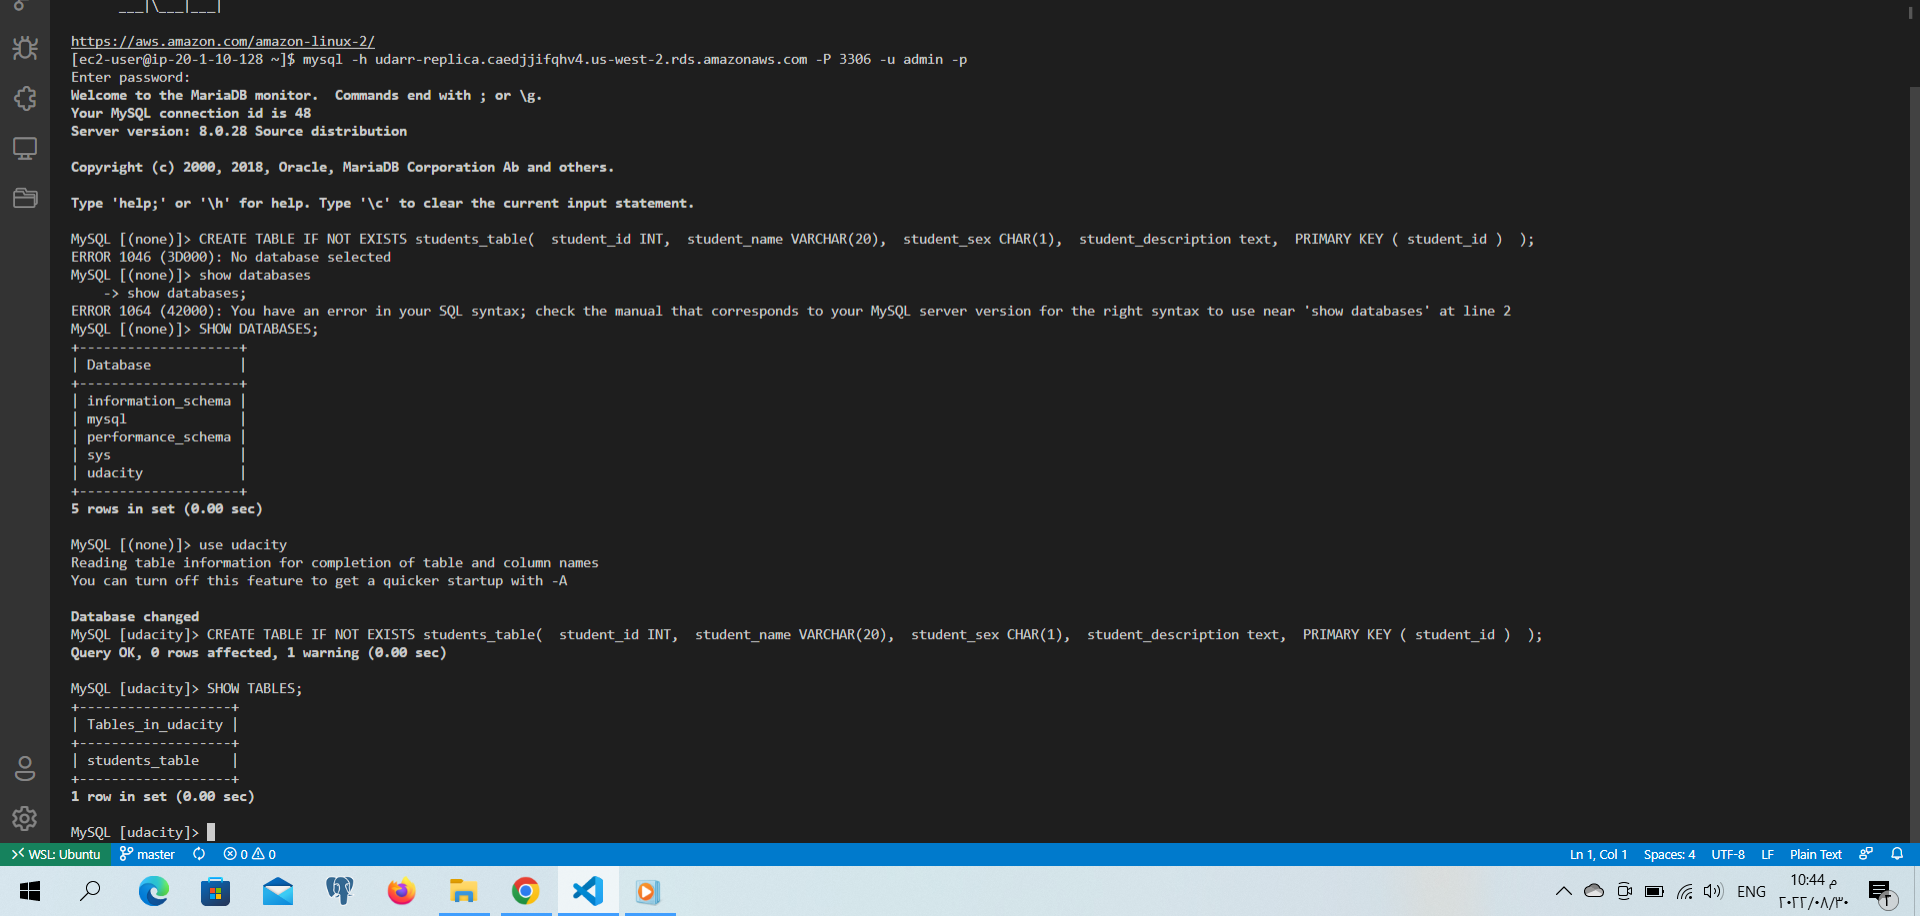 ___|\___|___|
https://aws.amazon.com/amazon-linux-2/
[ec2-user@ip-20-1-10-128 ~]$ mysql -h udarr-replica.caedjjifqhv4.us-west-2.rds.amazonaws.com -P 3306 -u admin -p
Enter password:
Welcome to the MariaDB monitor.  Commands end with ; or \g.
Your MySQL connection id is 48
Server version: 8.0.28 Source distribution
Copyright (c) 2000, 2018, Oracle, MariaDB Corporation Ab and others.
Type 'help;' or '\h' for help. Type '\c' to clear the current input statement.
MySQL [(none)]> CREATE TABLE IF NOT EXISTS students_table(  student_id INT,  student_name VARCHAR(20),  student_sex CHAR(1),  student_description text,  PRIMARY KEY ( student_id )  );
ERROR 1046 (3D000): No database selected
MySQL [(none)]> show databases
    -> show databases;
ERROR 1064 (42000): You have an error in your SQL syntax; check the manual that corresponds to your MySQL server version for the right syntax to use near 'show databases' at line 2
MySQL [(none)]> SHOW DATABASES;
+--------------------+
| Database           |
+--------------------+
| information_schema |
| mysql              |
| performance_schema |
| sys                |
| udacity            |
+--------------------+
5 rows in set (0.00 sec)
MySQL [(none)]> use udacity
Reading table information for completion of table and column names
You can turn off this feature to get a quicker startup with -A
Database changed
MySQL [udacity]> CREATE TABLE IF NOT EXISTS students_table(  student_id INT,  student_name VARCHAR(20),  student_sex CHAR(1),  student_description text,  PRIMARY KEY ( student_id )  );
Query OK, 0 rows affected, 1 warning (0.00 sec)
MySQL [udacity]> SHOW TABLES;
+-------------------+
| Tables_in_udacity |
+-------------------+
| students_table    |
+-------------------+
1 row in set (0.00 sec)
MySQL [udacity]>
WSL: Ubuntu master 0 0 Ln 1, Col 1 Spaces: 4 UTF-8 LF Plain Text
ENG 10:44 م
٢٠٢٢/٠٨/٣٠
٢